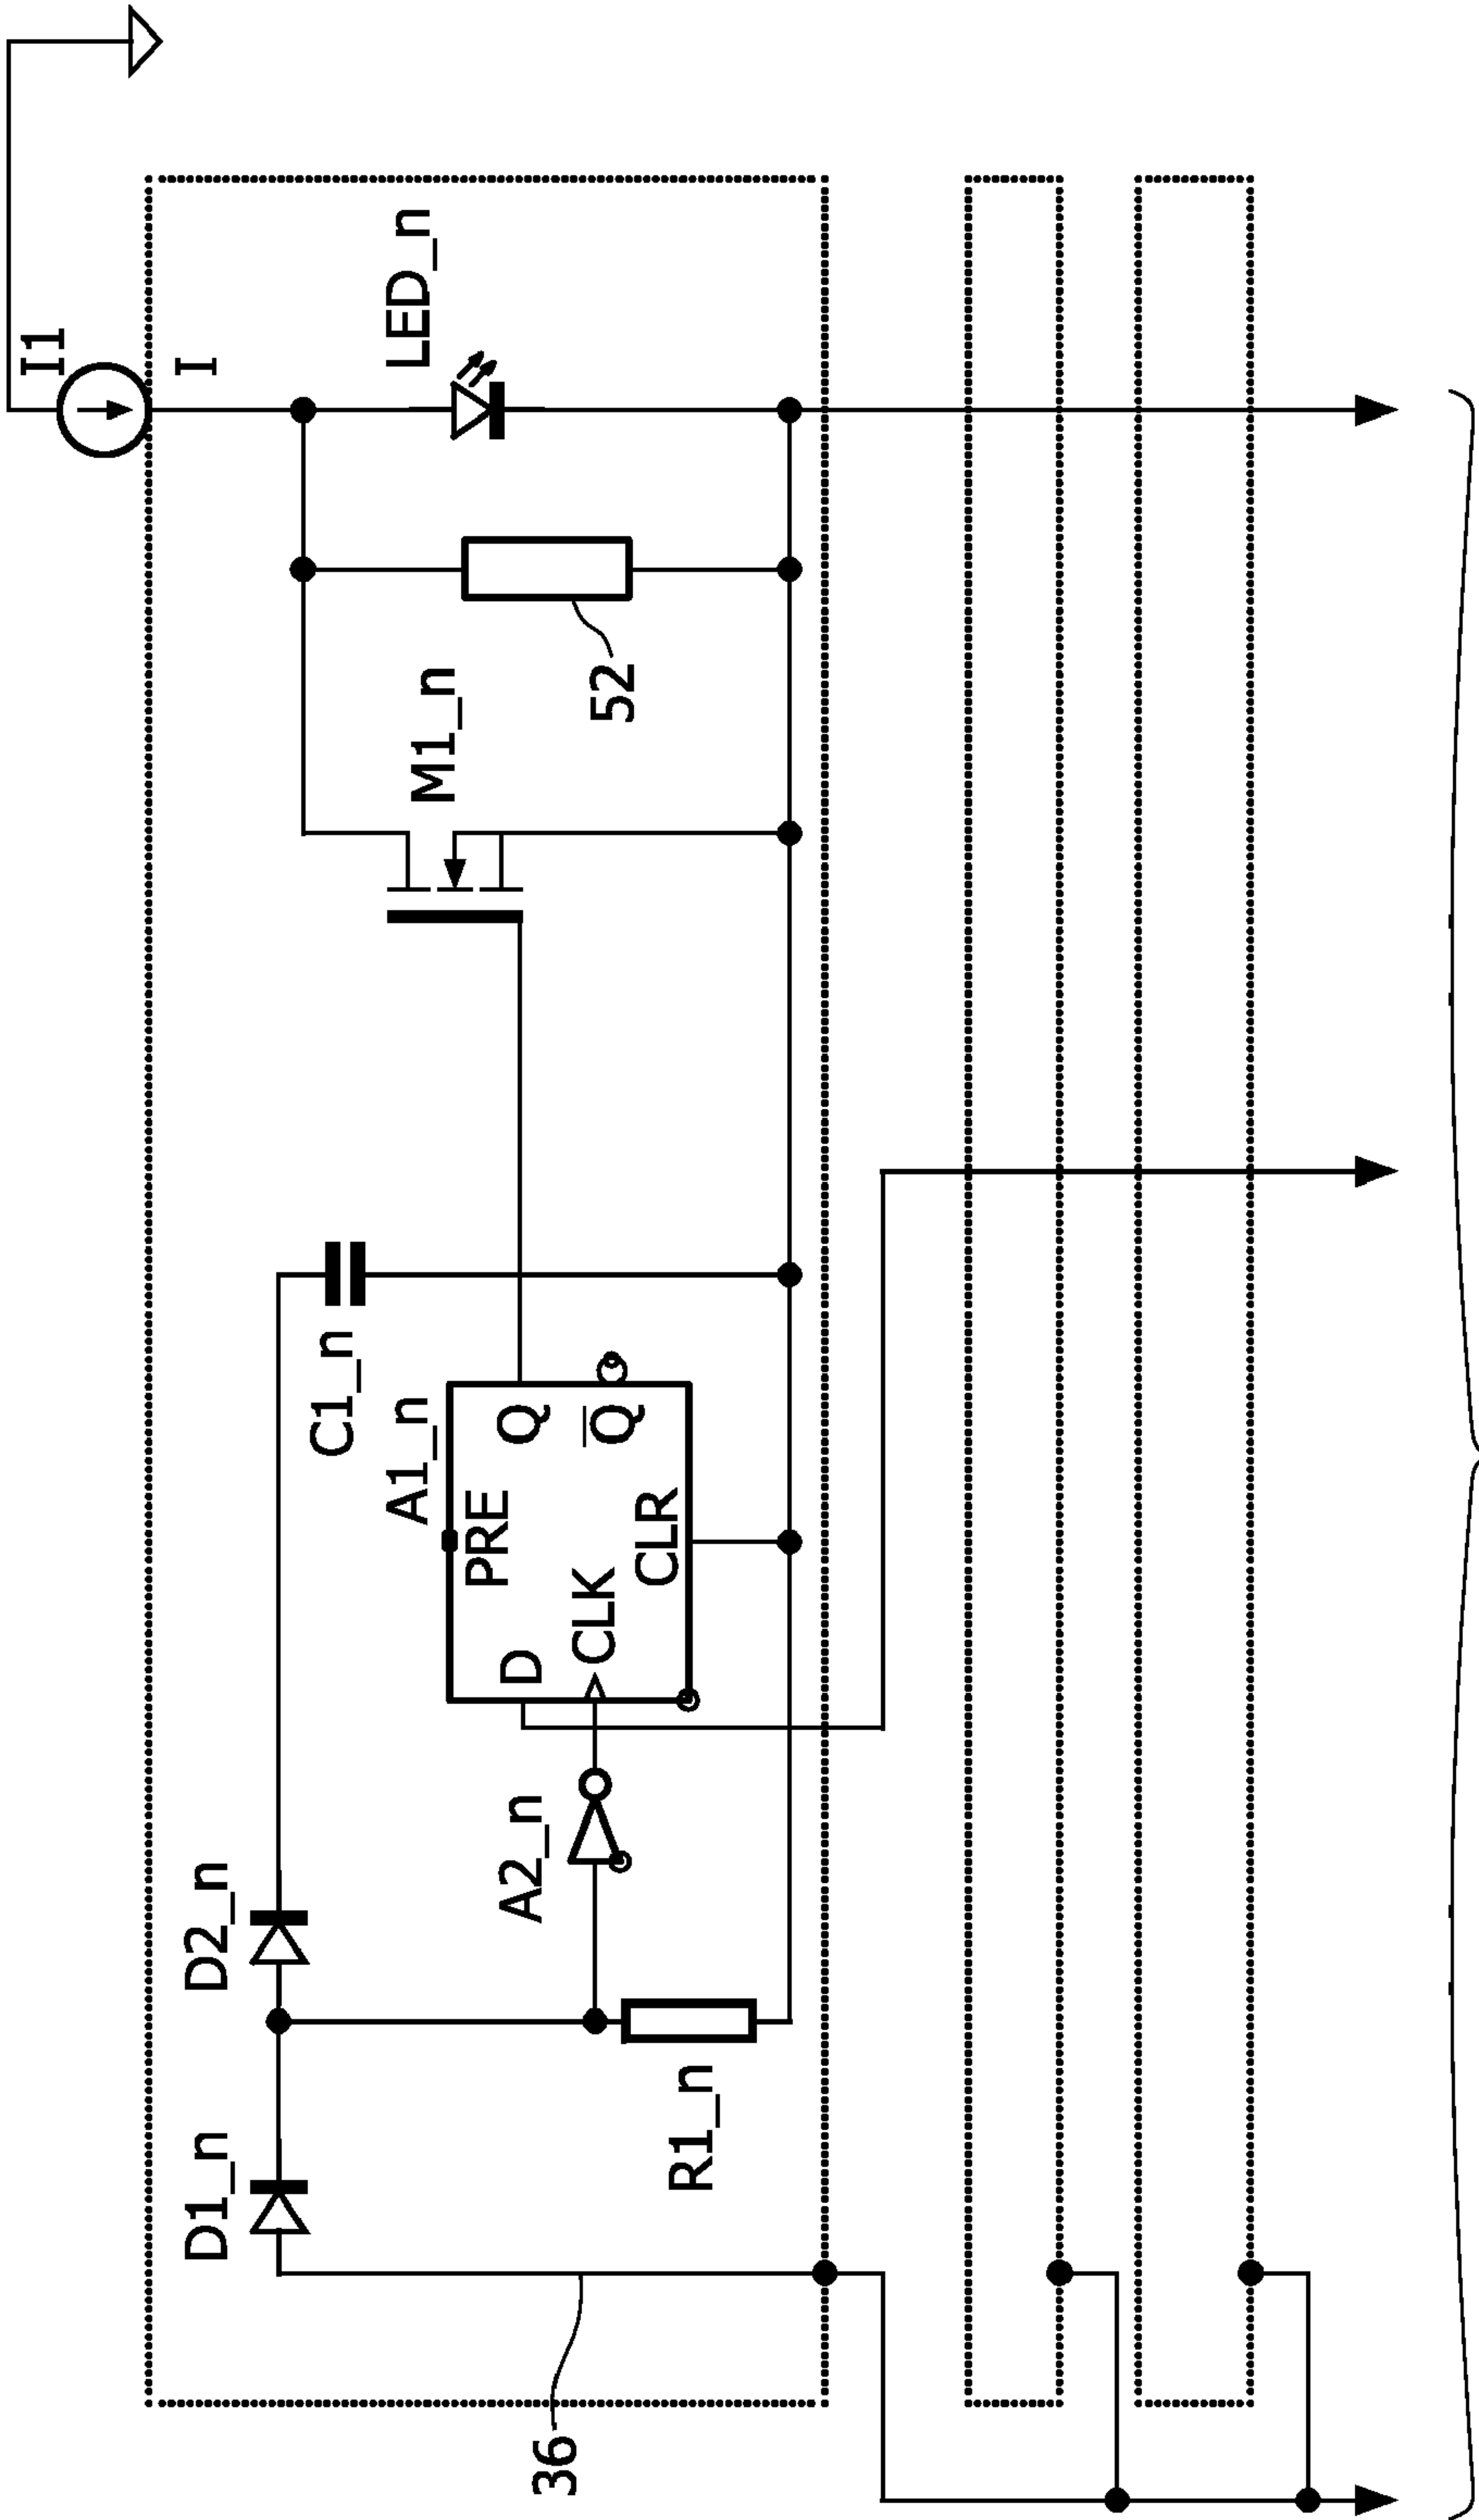 I1
I
LED_n
52
M1_n
C1_n
A1_n
PRE
Q
Q
CLR
CLK
D
A2_n
D2_n
R1_n
D1_n
36